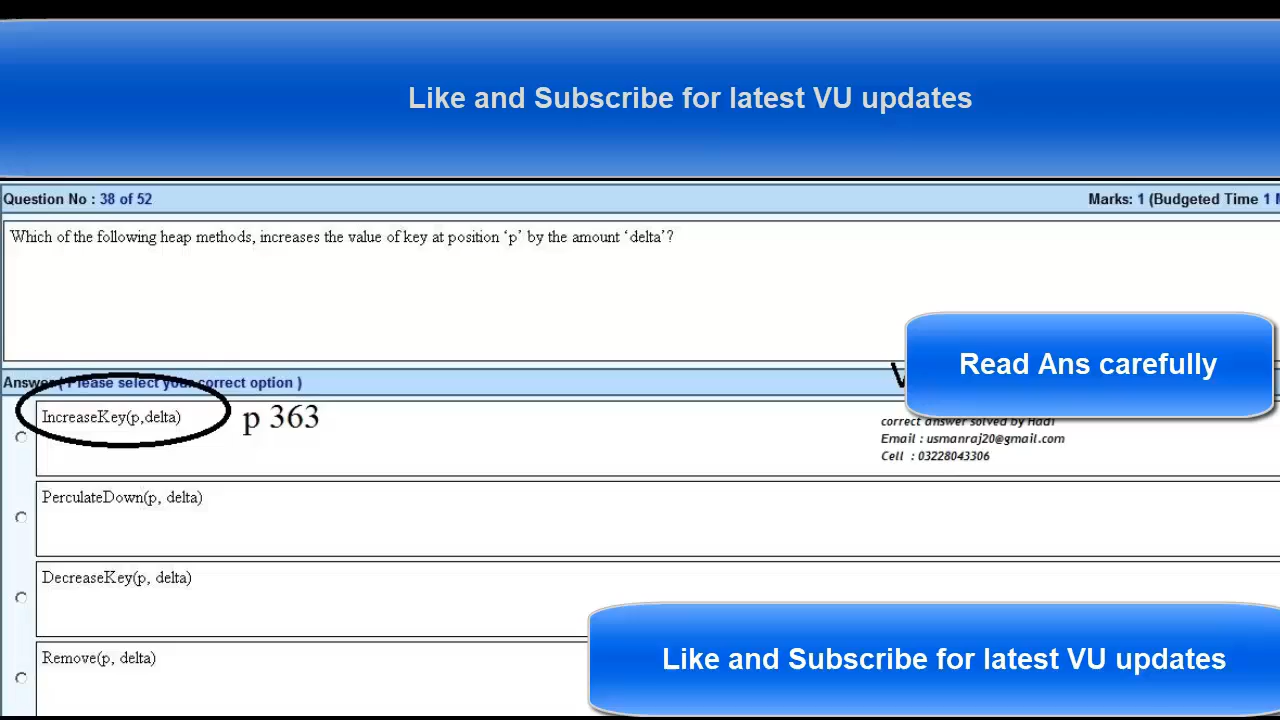 Like and Subscribe for latest VU updates
Question No : 38 of 52
Marks: 1 (Budgeted Time 1
Which of the following heap methods, increases the value of key at position ‘p’ by the amount ‘delta’?
Read Ans carefully
Answer ( Please select your correct option )
IncreaseKey(p,delta)
p 363
correct answer solved by Hadi
Email : usmanraj20@gmail.com
Cell : 03228043306
PerculateDown(p, delta)
DecreaseKey(p, delta)
Remove(p, delta)
Like and Subscribe for latest VU updates